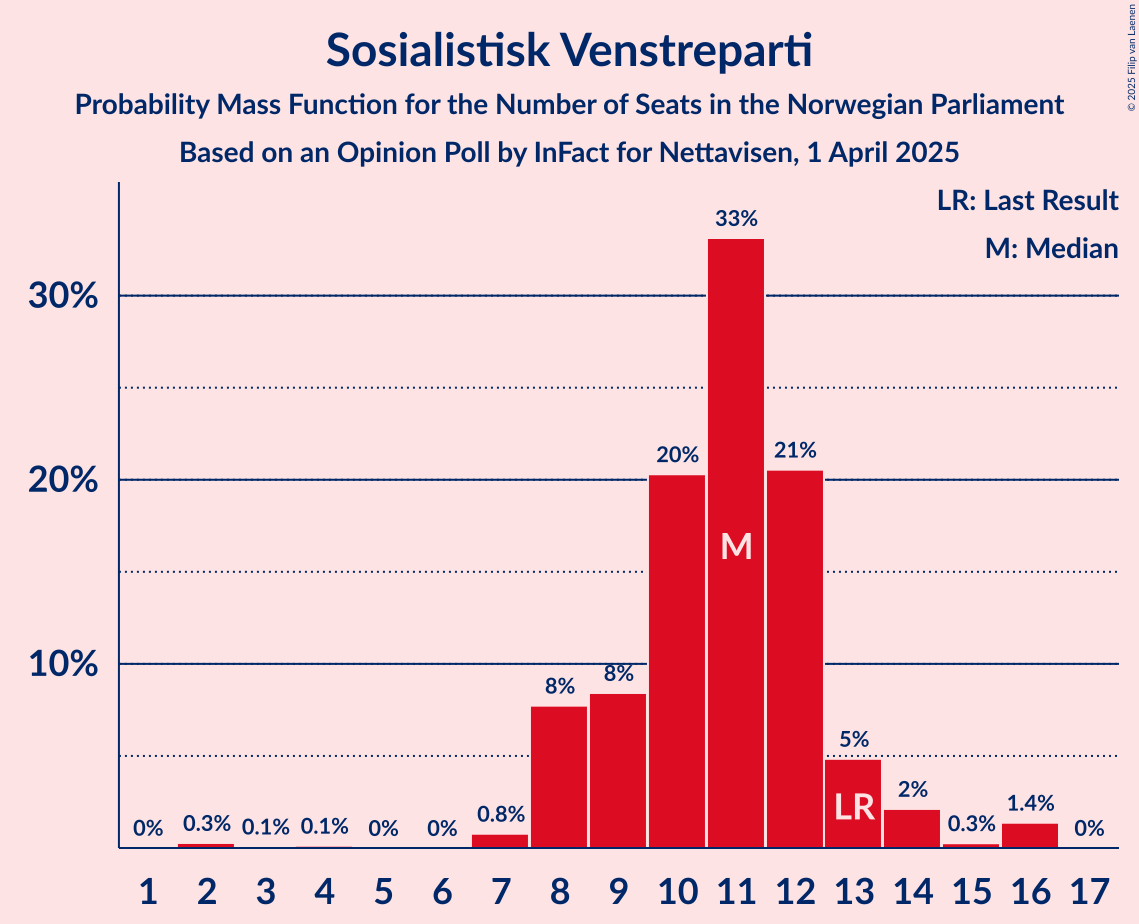 Sosialistisk Venstreparti
Probability Mass Function for the Number of Seats in the Norwegian Parliament
Based on an Opinion Poll by InFact for Nettavisen, 1 April 2025
© 2025 Filip van Laenen
LR: Last Result
M: Median
30%
20%
10%
0%
0.3%
0.1%
0.1%
0%
0%
0.8%
8%
8%
20%
33%
21%
5%
2%
0.3%
1.4%
0%
M
LR
1 2 3 4 5 6 7 8 9 10 11 12 13 14 15 16 17